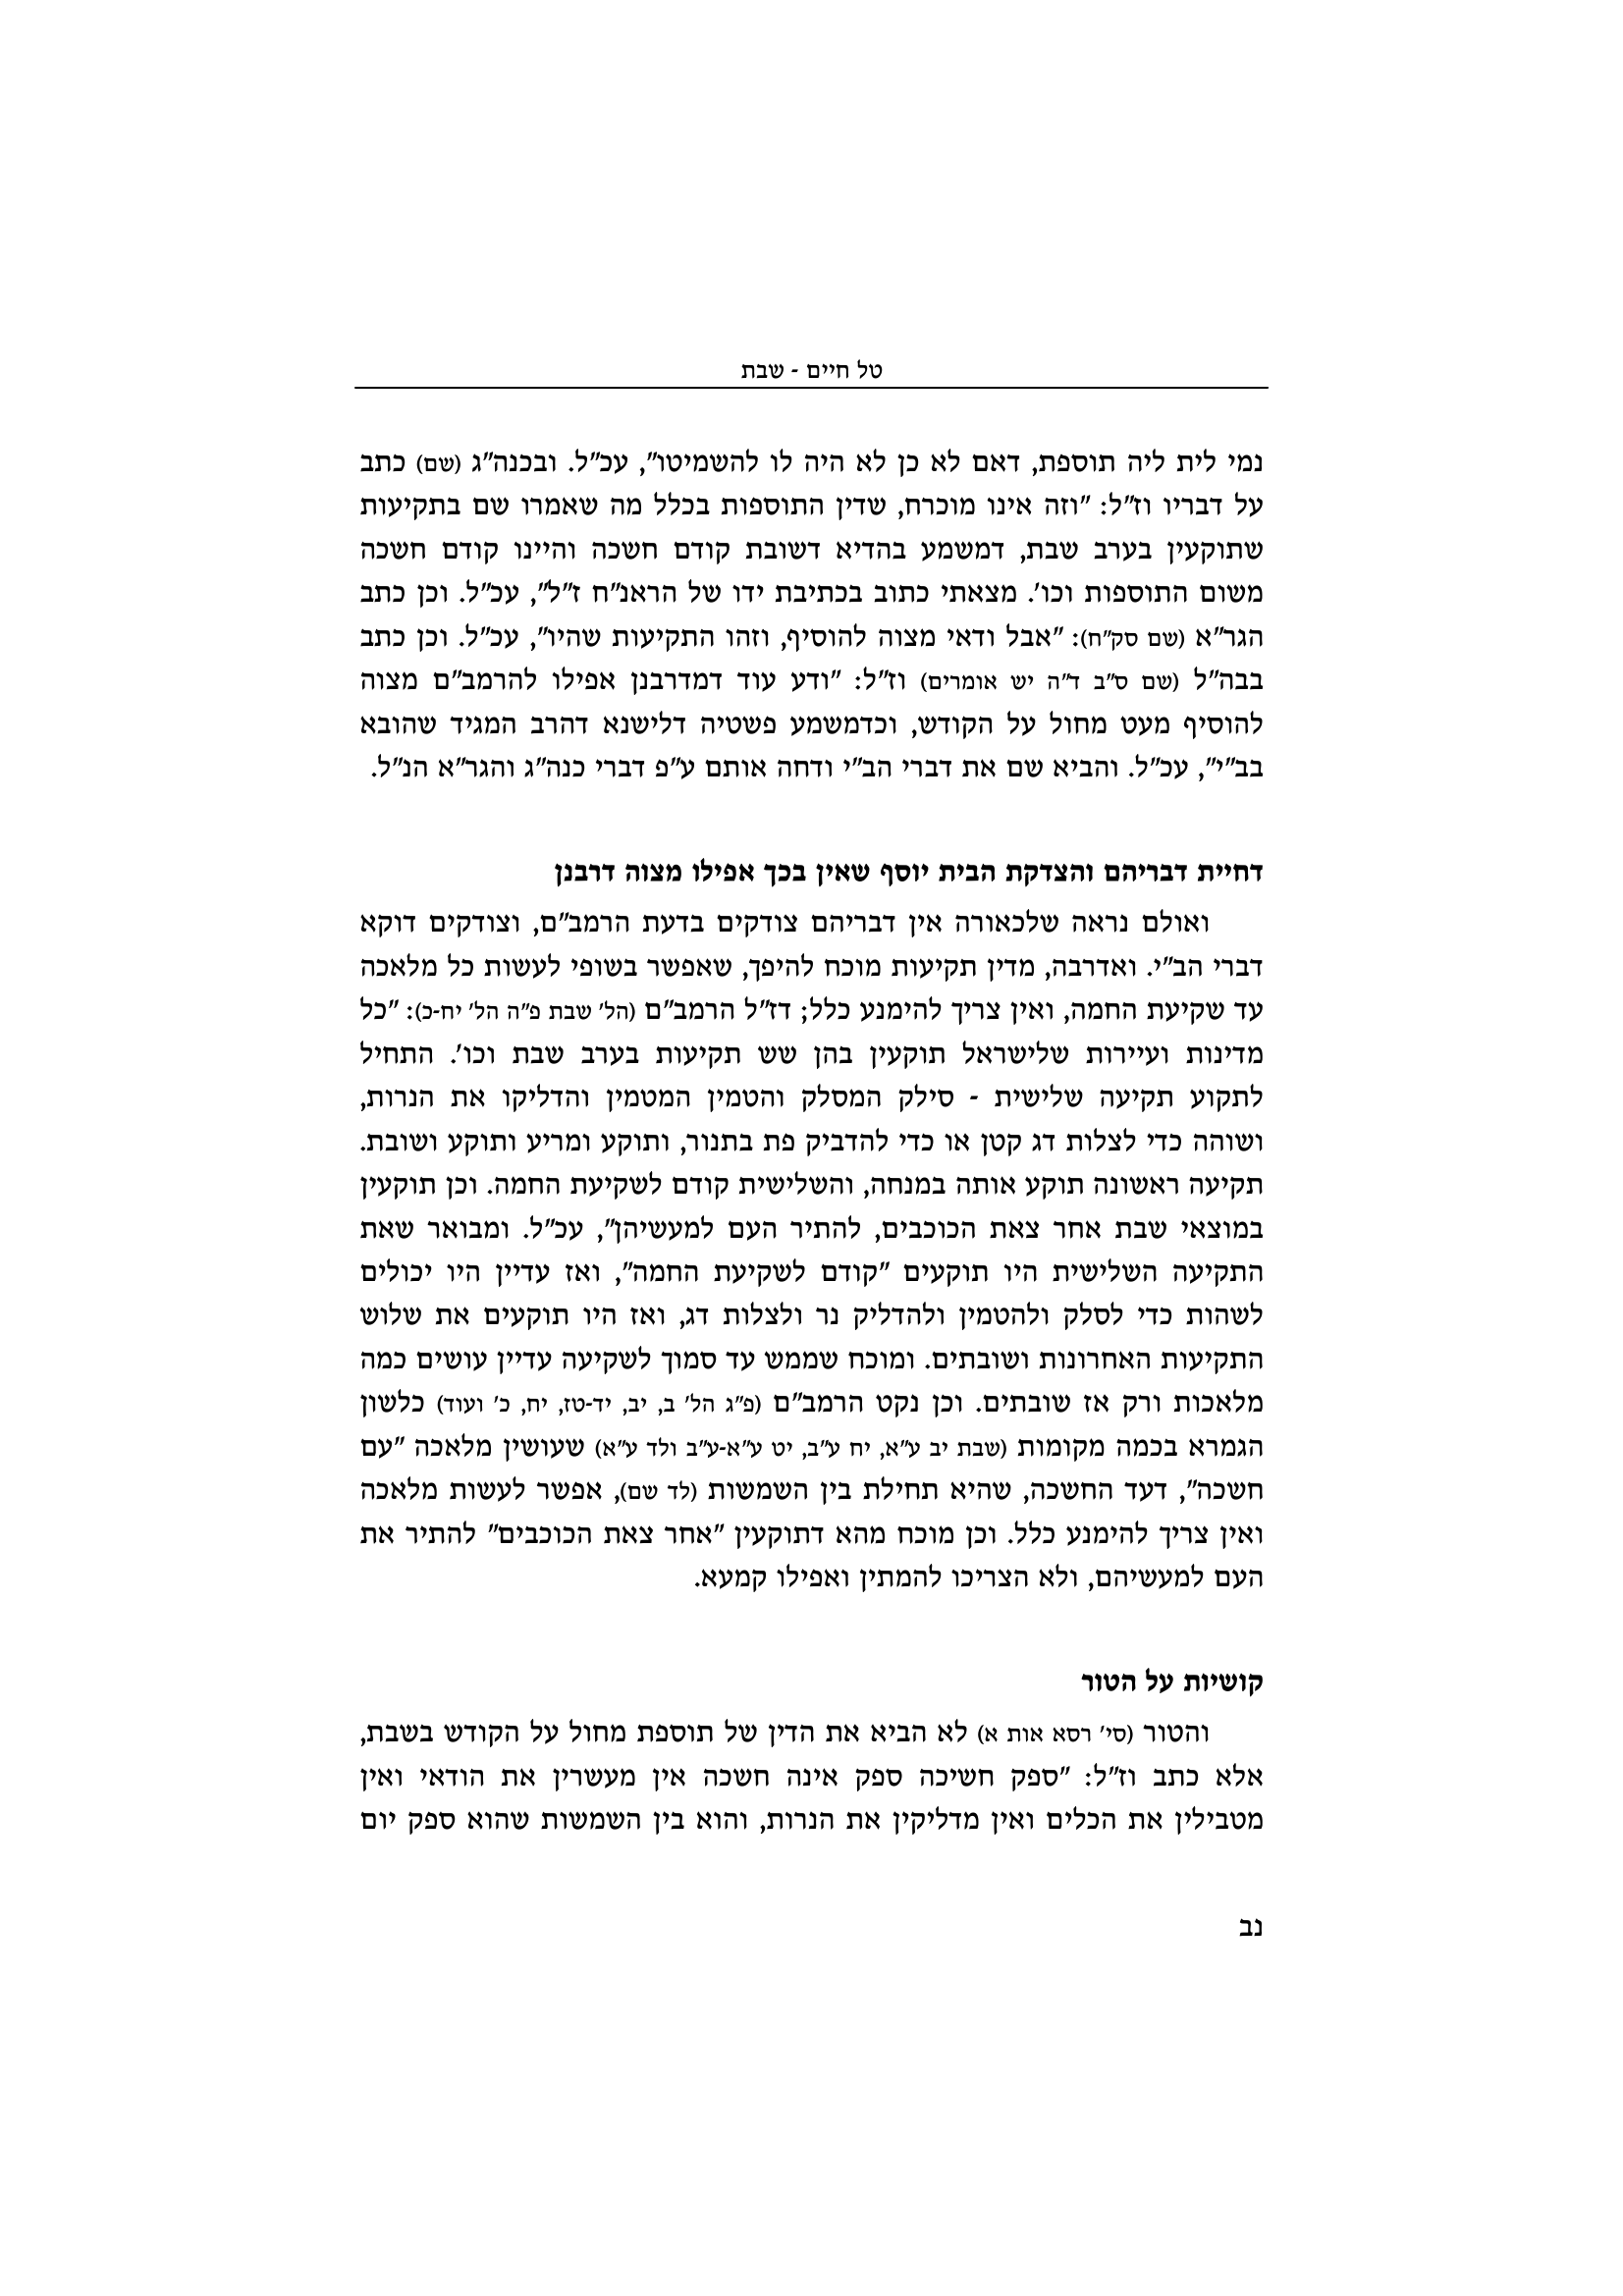 טל חיים - שבת
נמי לית ליה תוספת, דאם לא כן לא היה לו להשמיטו", עכ"ל. ובכנה"ג (שם) כתב
על דבריו וז"ל: "וזה אינו מוכרח, שדין התוספות בכלל מה שאמרו שם בתקיעות
שתוקעין בערב שבת, דמשמע בהדיא דשובת קודם חשכה והיינו קודם חשכה
משום התוספות וכו'. מצאתי כתוב בכתיבת ידו של הראנ"ח ז"ל", עכ"ל. וכן כתב
הגר"א (שם סק"ח): "אבל ודאי מצוה להוסיף, וזהו התקיעות שהיו", עכ"ל. וכן כתב
בבה"ל (שם ס"ב ד"ה יש אומרים) וז"ל: "ודע עוד דמדרבנן אפילו להרמב"ם מצוה
להוסיף מעט מחול על הקודש, וכדמשמע פשטיה דלישנא דהרב המגיד שהובא
בב"י", עכ"ל. והביא שם את דברי הב"י ודחה אותם ע"פ דברי כנה"ג והגר"א הנ"ל.
דחיית דבריהם והצדקת הבית יוסף שאין בכך אפילו מצוה דרבנן
ואולם נראה שלכאורה אין דבריהם צודקים בדעת הרמב"ם, וצודקים דוקא
דברי הב"י. ואדרבה, מדין תקיעות מוכח להיפך, שאפשר בשופי לעשות כל מלאכה
עד שקיעת החמה, ואין צריך להימנע כלל; דז"ל הרמב"ם (הל' שבת פ"ה הל' יח-כ): "כל
מדינות ועיירות שלישראל תוקעין בהן שש תקיעות בערב שבת וכו'. התחיל
לתקוע תקיעה שלישית - סילק המסלק והטמין המטמין והדליקו את הנרות,
ושוהה כדי לצלות דג קטן או כדי להדביק פת בתנור, ותוקע ומריע ותוקע ושובת.
תקיעה ראשונה תוקע אותה במנחה, והשלישית קודם לשקיעת החמה. וכן תוקעין
במוצאי שבת אחר צאת הכוכבים, להתיר העם למעשיהן", עכ"ל. ומבואר שאת
התקיעה השלישית היו תוקעים "קודם לשקיעת החמה", ואז עדיין היו יכולים
לשהות כדי לסלק ולהטמין ולהדליק נר ולצלות דג, ואז היו תוקעים את שלוש
התקיעות האחרונות ושובתים. ומוכח שממש עד סמוך לשקיעה עדיין עושים כמה
מלאכות ורק אז שובתים. וכן נקט הרמב"ם (פ"ג הל' ב, יב, יד-טז, יח, כ' ועוד) כלשון
הגמרא בכמה מקומות (שבת יב ע"א, יח ע"ב, יט ע"א-ע"ב ולד ע"א) שעושין מלאכה "עם
חשכה", דעד החשכה, שהיא תחילת בין השמשות (לד שם), אפשר לעשות מלאכה
ואין צריך להימנע כלל. וכן מוכח מהא דתוקעין "אחר צאת הכוכבים" להתיר את
העם למעשיהם, ולא הצריכו להמתין ואפילו קמעא.
קושיות על הטור
והטור (סי' רסא אות א) לא הביא את הדין של תוספת מחול על הקודש בשבת,
אלא כתב וז"ל: "ספק חשיכה ספק אינה חשכה אין מעשרין את הודאי ואין
מטבילין את הכלים ואין מדליקין את הנרות, והוא בין השמשות שהוא ספק יום
נב